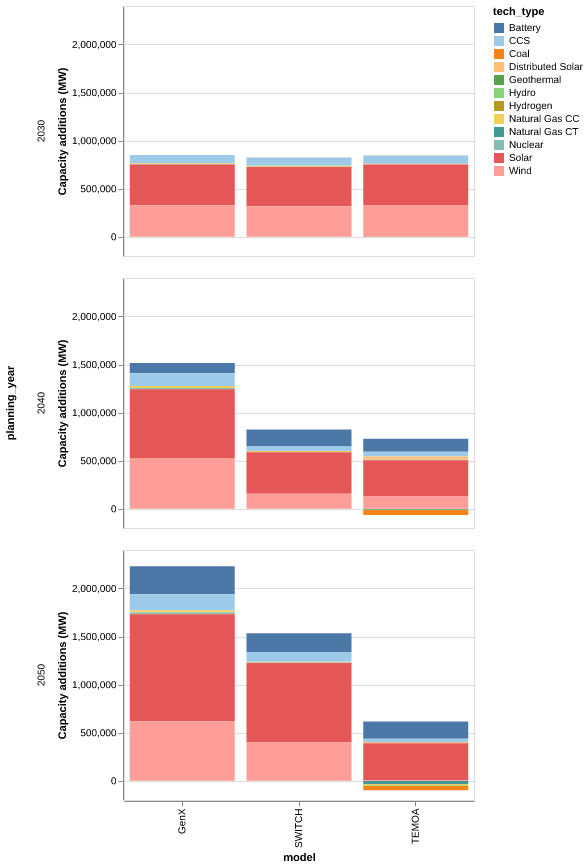 tech_type
Battery
CCS
Coal
Distributed Solar
Geothermal
Hydro
Hydrogen
Natural Gas CC
Natural Gas CT
Nuclear
Solar
Wind
planning_year
2030
Capacity additions (MW)
2,000,000
1,500,000
1,000,000
500,000
0
2040
Capacity additions (MW)
2,000,000
1,500,000
1,000,000
500,000
0
2050
Capacity additions (MW)
2,000,000
1,500,000
1,000,000
500,000
0
GenX
SWITCH
TEMOA
model